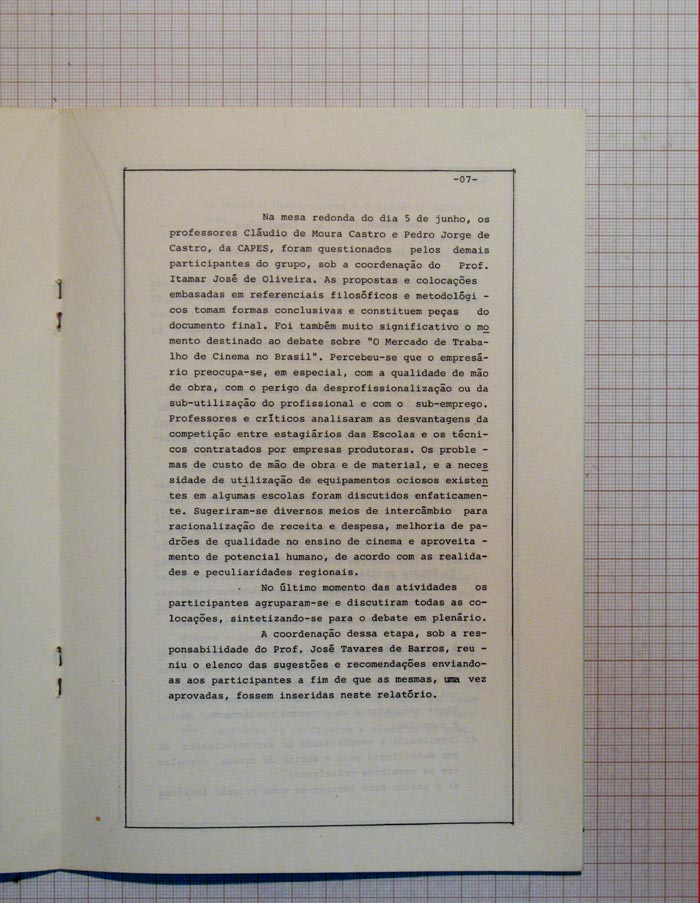 -07-
Na mesa redonda do dia 5 de junho, os
professores Cláudio de Moura Castro e Pedro Jorge de
Castro, da CAPES, foram questionados pelos demais
participantes do grupo, sob a coordenação do Prof.
Itamar José de Oliveira. As propostas e colocações
embasadas em referenciais filosóficos e metodológi -
cos tomam formas conclusivas e constituem peças do
documento final. Foi também muito significativo o mo
mento destinado ao debate sobre "O Mercado de Traba-
lho de Cinema no Brasil". Percebeu-se que o empresá-
rio preocupa-se, em especial, com a qualidade de mão
de obra, com o perigo da desprofissionalização ou da
sub-utilização do profissional e com o sub-emprego.
Professores e críticos analisaram as desvantagens da
competição entre estagiários das Escolas e os técni-
cos contratados por empresas produtoras. Os proble -
mas de custo de mão de obra e de material, e a neces
sidade de utilização de equipamentos ociosos existen
tes em algumas escolas foram discutidos enfaticamen-
te. Sugeriram-se diversos meios de intercâmbio para
racionalização de receita e despesa, melhoria de pa-
drões de qualidade no ensino de cinema e aproveita -
mento de potencial humano, de acordo com as realida-
des e peculiaridades regionais.
No último momento das atividades os
participantes agruparam-se e discutiram todas as co-
locações, sintetizando-se para o debate em plenário.
A coordenação dessa etapa, sob a res-
ponsabilidade do Prof. José Tavares de Barros, reu -
niu o elenco das sugestões e recomendações enviando-
as aos participantes a fim de que as mesmas, uma vez
aprovadas, fossem inseridas neste relatório.